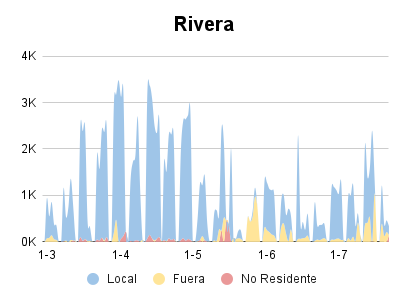 Rivera
4K
3K
2K
1K
0K
1-3 1-4 1-5 1-6 1-7
Local Fuera No Residente